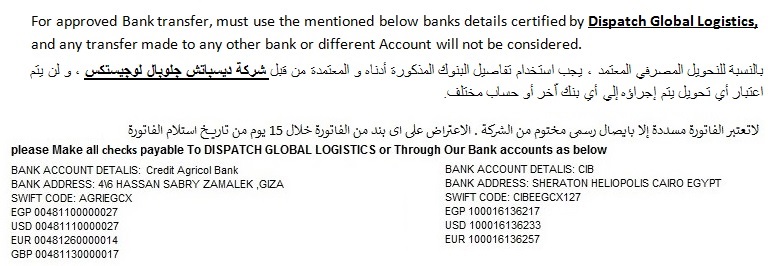 For approved Bank transfer, must use the mentioned below banks details certified by Dispatch Global Logistics,
and any transfer made to any other bank or different Account will not be considered.
بالنسبة للتحويل المصرفي المعتمد ، يجب استخدام تفاصيل البنوك المذكورة أدناه و المعتمدة من قبل شركة ديسباتش جلوبال لوجيستكس ، و لن يتم
اعتبار أي تحويل يتم إجراؤه إلي أي بنك آخر أو حساب مختلف.
لاتعتبر الفاتورة مسددة إلا بايصال رسمى مختوم من الشركة . الاعتراض على اى بند من الفاتورة خلال 15 يوم من تاريخ استلام الفاتورة
please Make all checks payable To DISPATCH GLOBAL LOGISTICS or Through Our Bank accounts as below
BANK ACCOUNT DETALIS: Credit Agricol Bank
BANK ADDRESS: 4\6 HASSAN SABRY ZAMALEK ,GIZA
SWIFT CODE: AGRIEGCX
EGP 00481100000027
USD 00481110000027
EUR 00481260000014
GBP 00481130000017
BANK ACCOUNT DETALIS: CIB
BANK ADDRESS: SHERATON HELIOPOLIS CAIRO EGYPT
SWIFT CODE: CIBEEGCX127
EGP 100016136217
USD 100016136233
EUR 100016136257